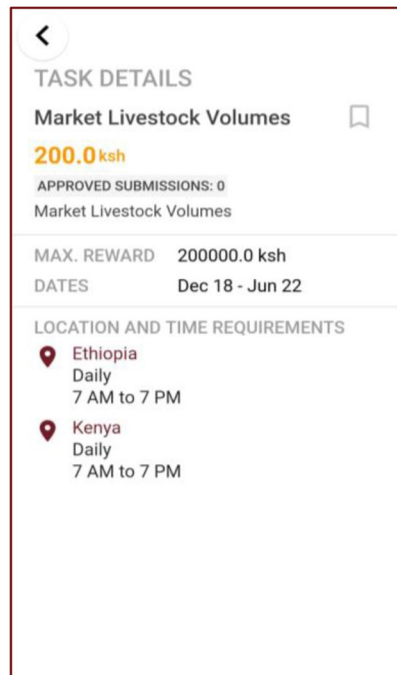 TASK DETAILS
Market Livestock Volumes
200.0 ksh
APPROVED SUBMISSIONS: 0
Market Livestock Volumes
MAX. REWARD 200000.0 ksh
DATES Dec 18 - Jun 22
LOCATION AND TIME REQUIREMENTS
Ethiopia
Daily
7 AM to 7 PM
Kenya
Daily
7 AM to 7 PM